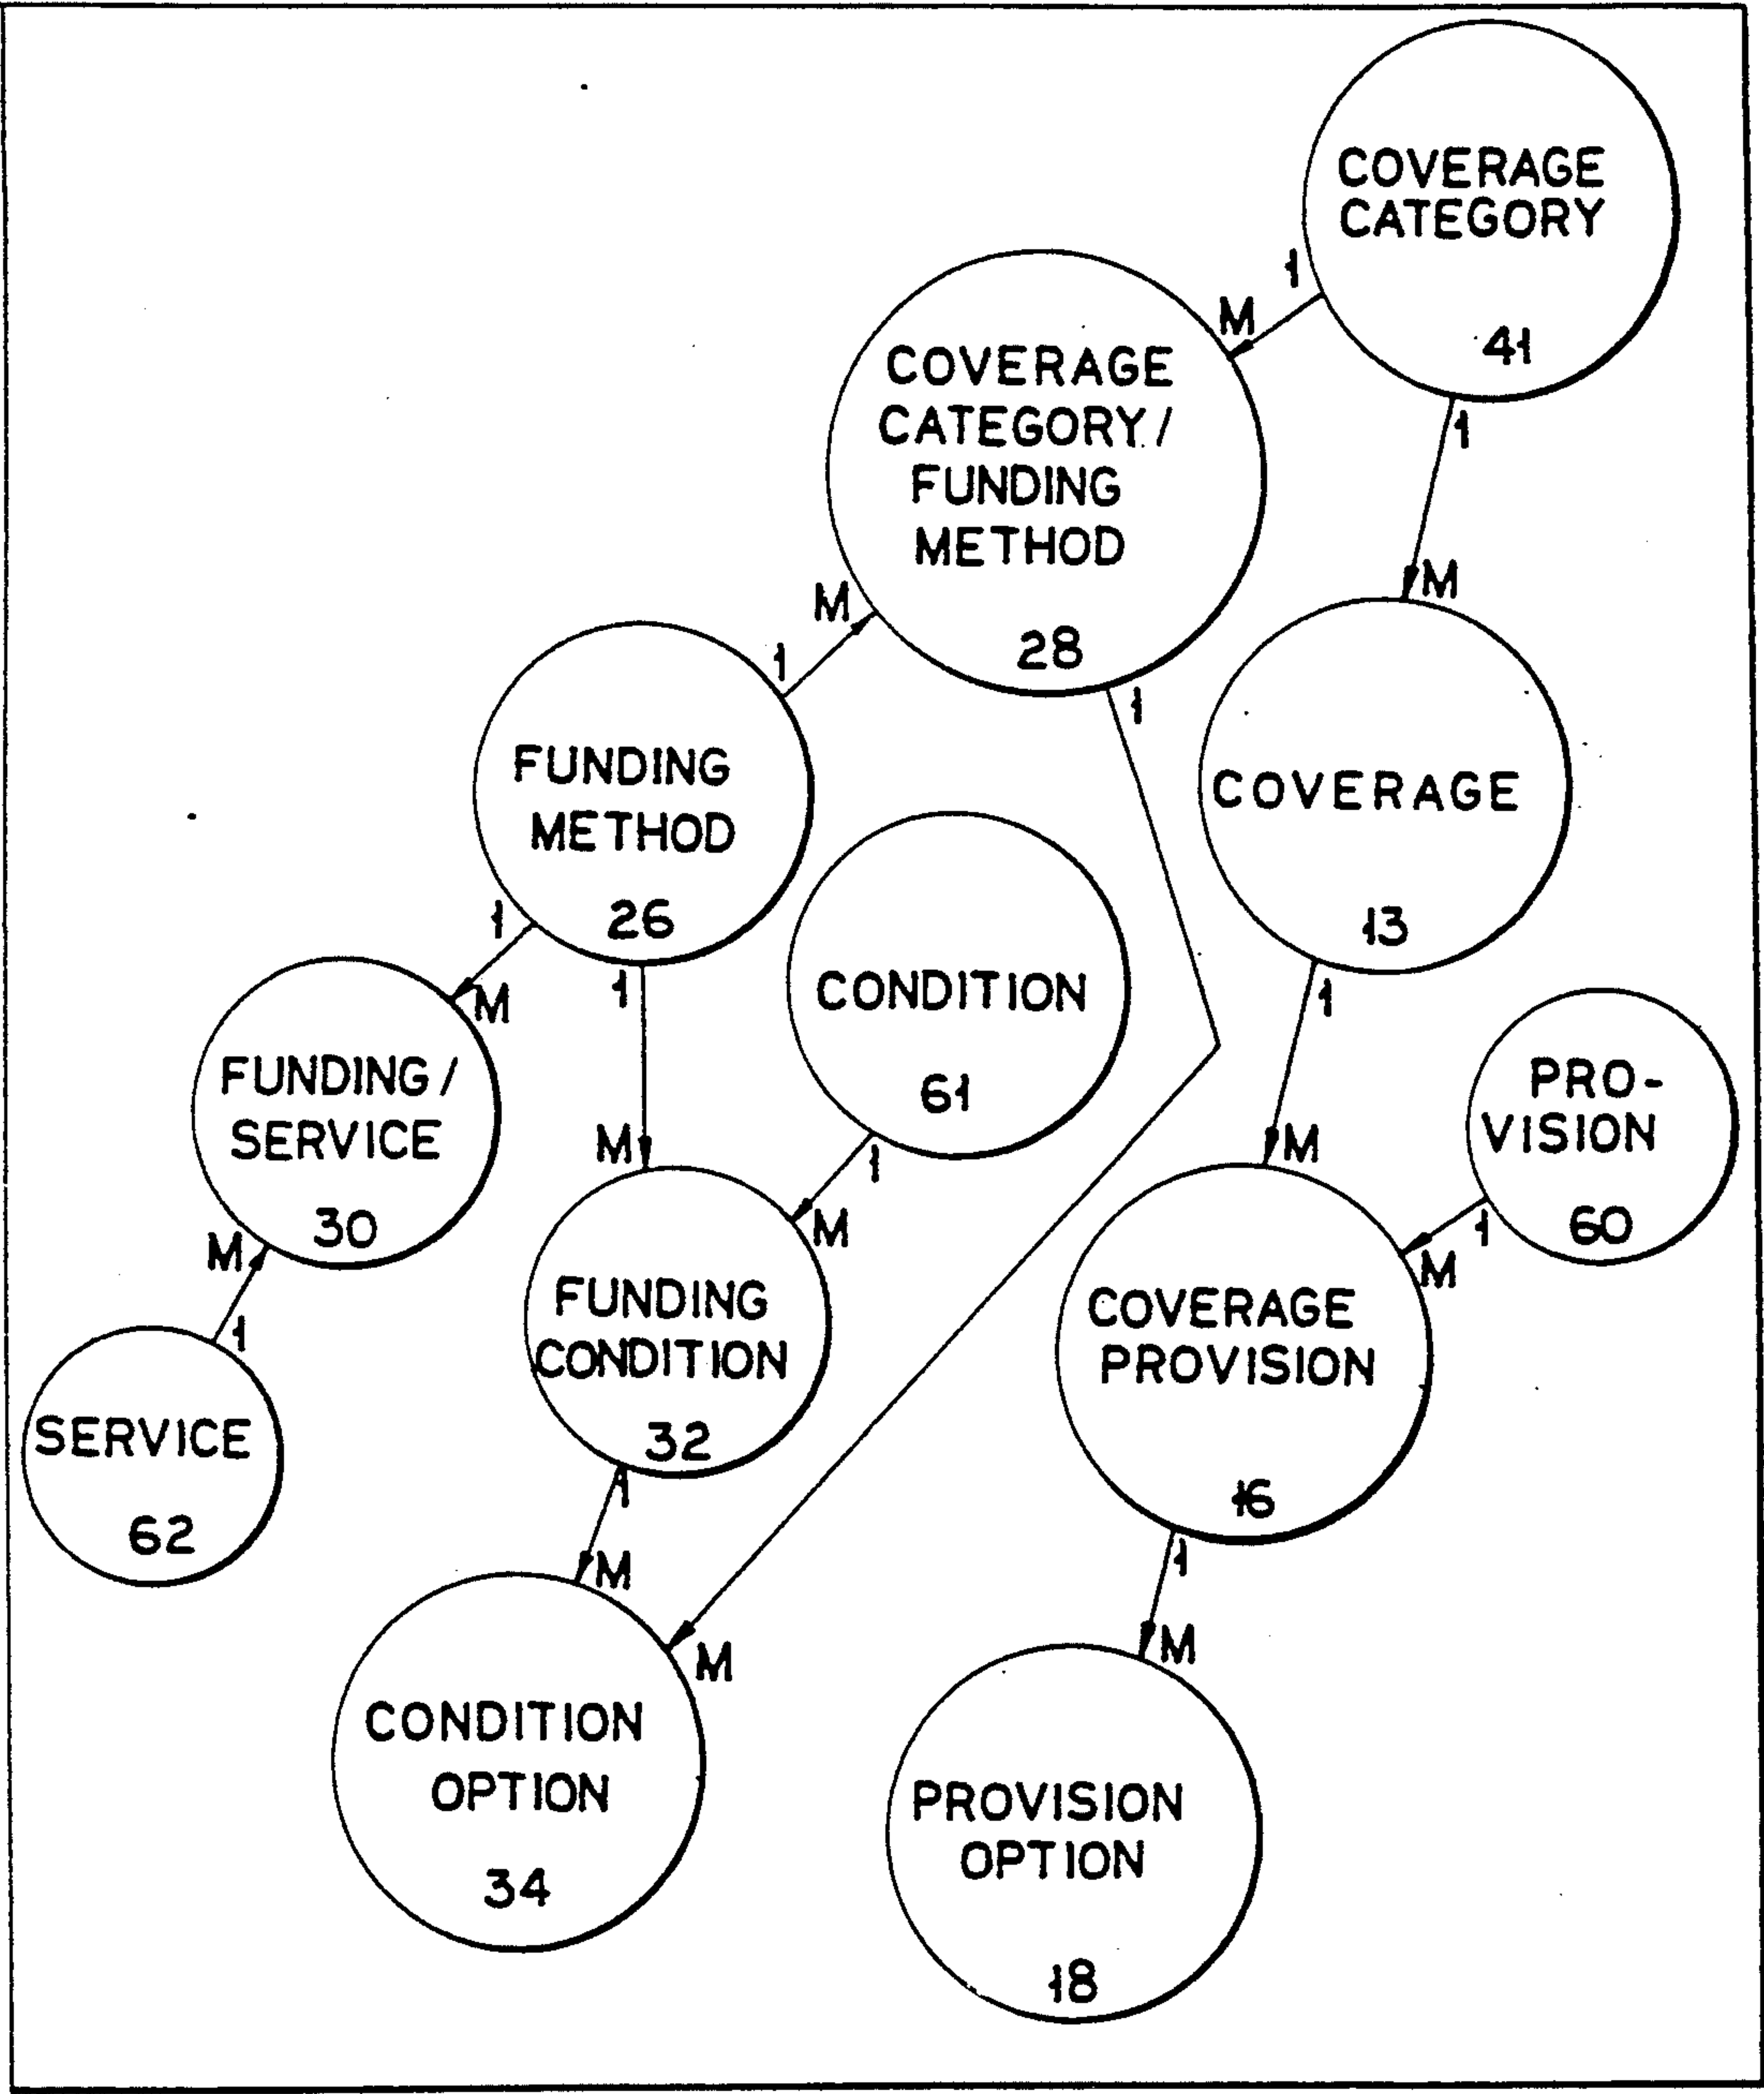 COVERAGE
CATEGORY
41
1
M
1
M
COVERAGE
CATEGORY/
FUNDING
METHOD
28
1
M
1
FUNDING
METHOD
26
1
M
1
M
COVERAGE
13
1
M
CONDITION
61
1
M
PRO-
VISION
60
1
M
FUNDING/
SERVICE
30
M
1
SERVICE
62
FUNDING
CONDITION
32
1
M
M
COVERAGE
PROVISION
16
1
M
CONDITION
OPTION
34
PROVISION
OPTION
18